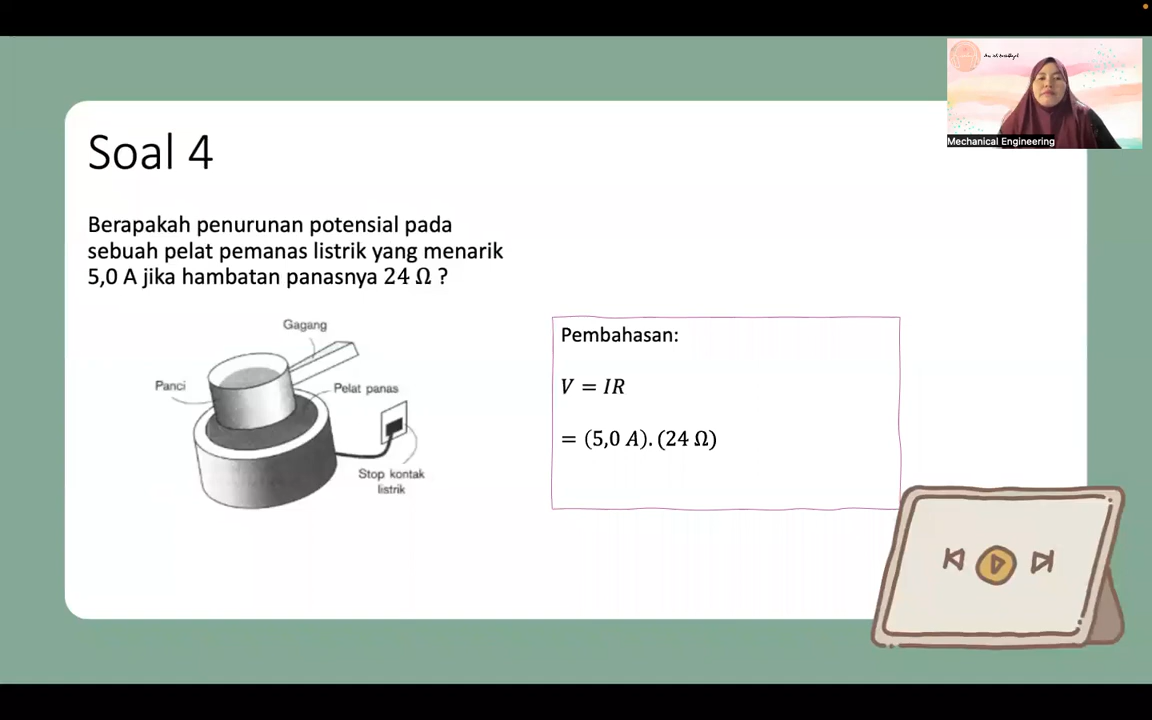 Mechanical Engineering
Soal 4
Berapakah penurunan potensial pada
sebuah pelat pemanas listrik yang menarik
5,0 A jika hambatan panasnya 24 Ω ?
Gagang
Panci
Pelat panas
Stop kontak
listrik
Pembahasan:
V = IR
= (5,0 A). (24 Ω)